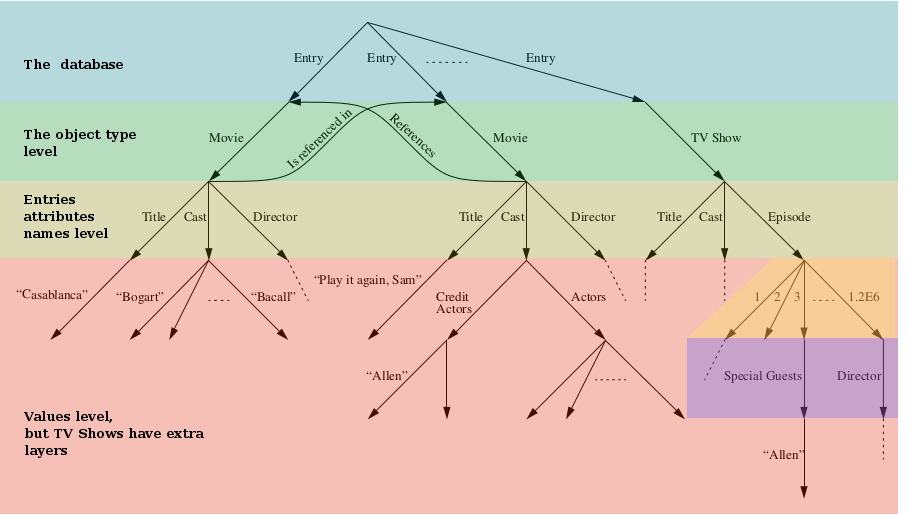 Entry
Entry
Entry
The database
The object type
level
Movie
Is referenced in
References
Movie
TV Show
Entries
attributes
names level
Title
Cast
Director
Title
Cast
Director
Title
Cast
Episode
“Casablanca”
“Bogart”
“Bacall”
“Play it again, Sam”
Credit
Actors
Actors
1
2
3
1.2E6
“Allen”
Special Guests
Director
Values level,
but TV Shows have extra
layers
“Allen”